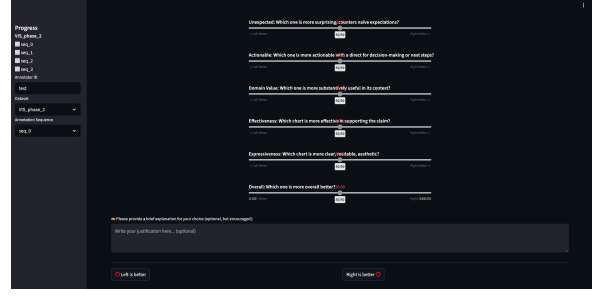 Progress
VIS_phase_2
seq_0
seq_1
seq_2
seq_3
Annotator ID
test
Dataset
VIS_phase_2
Annotation Sequence
seq_0
Unexpected: Which one is more surprising, counters naive expectations?
50/50
Actionable: Which one is more actionable with a direct for decision-making or next steps?
50/50
Domain Value: Which one is more substantively useful in its context?
50/50
Effectiveness: Which chart is more effective in supporting the claim?
50/50
Expressiveness: Which chart is more clear, readable, aesthetic?
50/50
Overall: Which one is more overall better?
50/50
Please provide a brief explanation for your choice (optional, but encouraged):
Write your justification here... (optional)
Left is better
Right is better